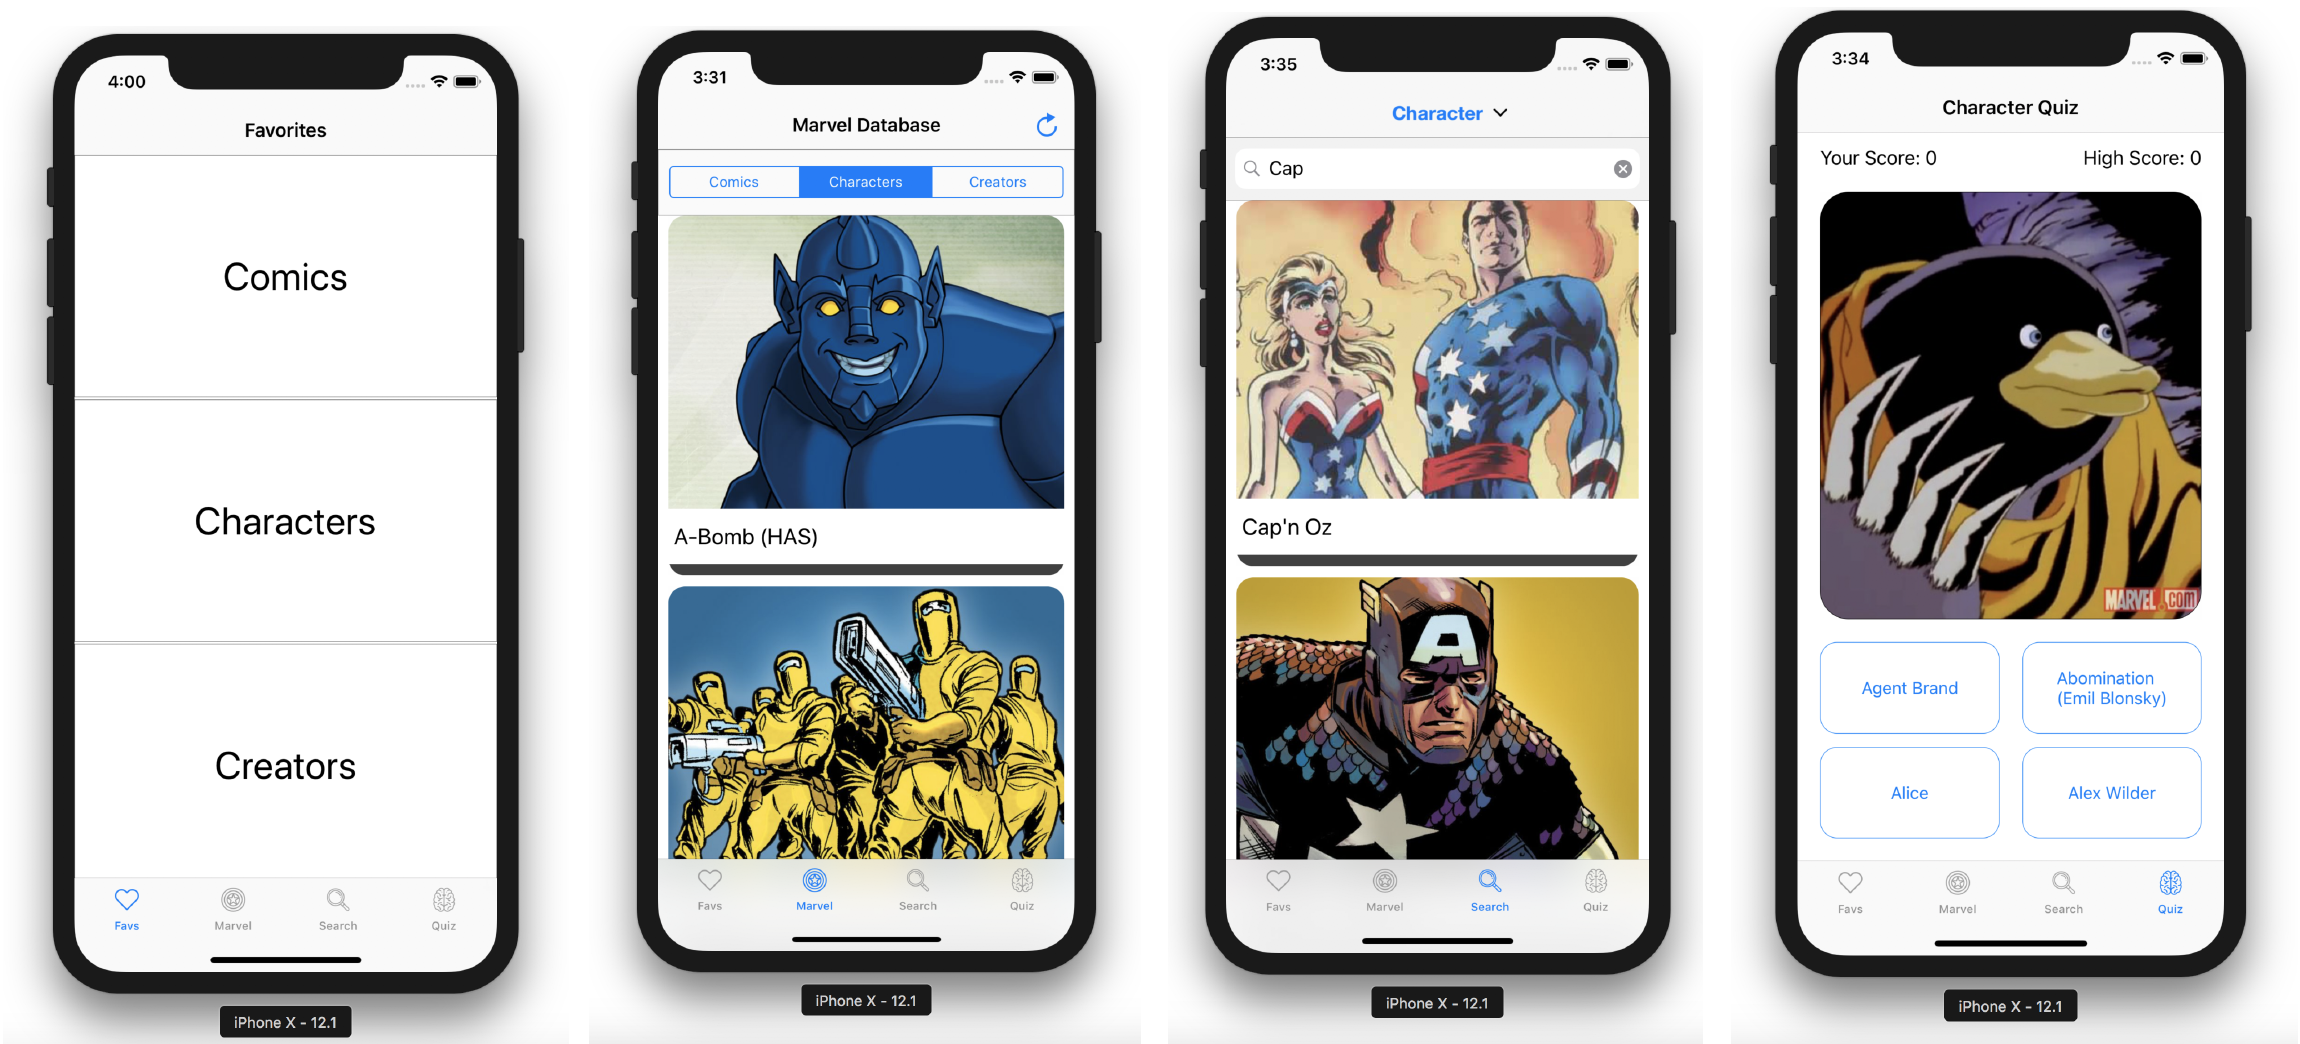 4:00
Favorites
Comics
Characters
Creators
Favs
Marvel
Search
Quiz
iPhone X - 12.1
3:31
Marvel Database
Comics
Characters
Creators
A-Bomb (HAS)
Favs
Marvel
Search
Quiz
iPhone X - 12.1
3:35
Character
Cap
Cap'n Oz
A
Favs
Marvel
Search
Quiz
iPhone X - 12.1
3:34
Character Quiz
Your Score: 0
High Score: 0
MARVEL.COM
Agent Brand
Abomination
(Emil Blonsky)
Alice
Alex Wilder
Favs
Marvel
Search
Quiz
iPhone X - 12.1